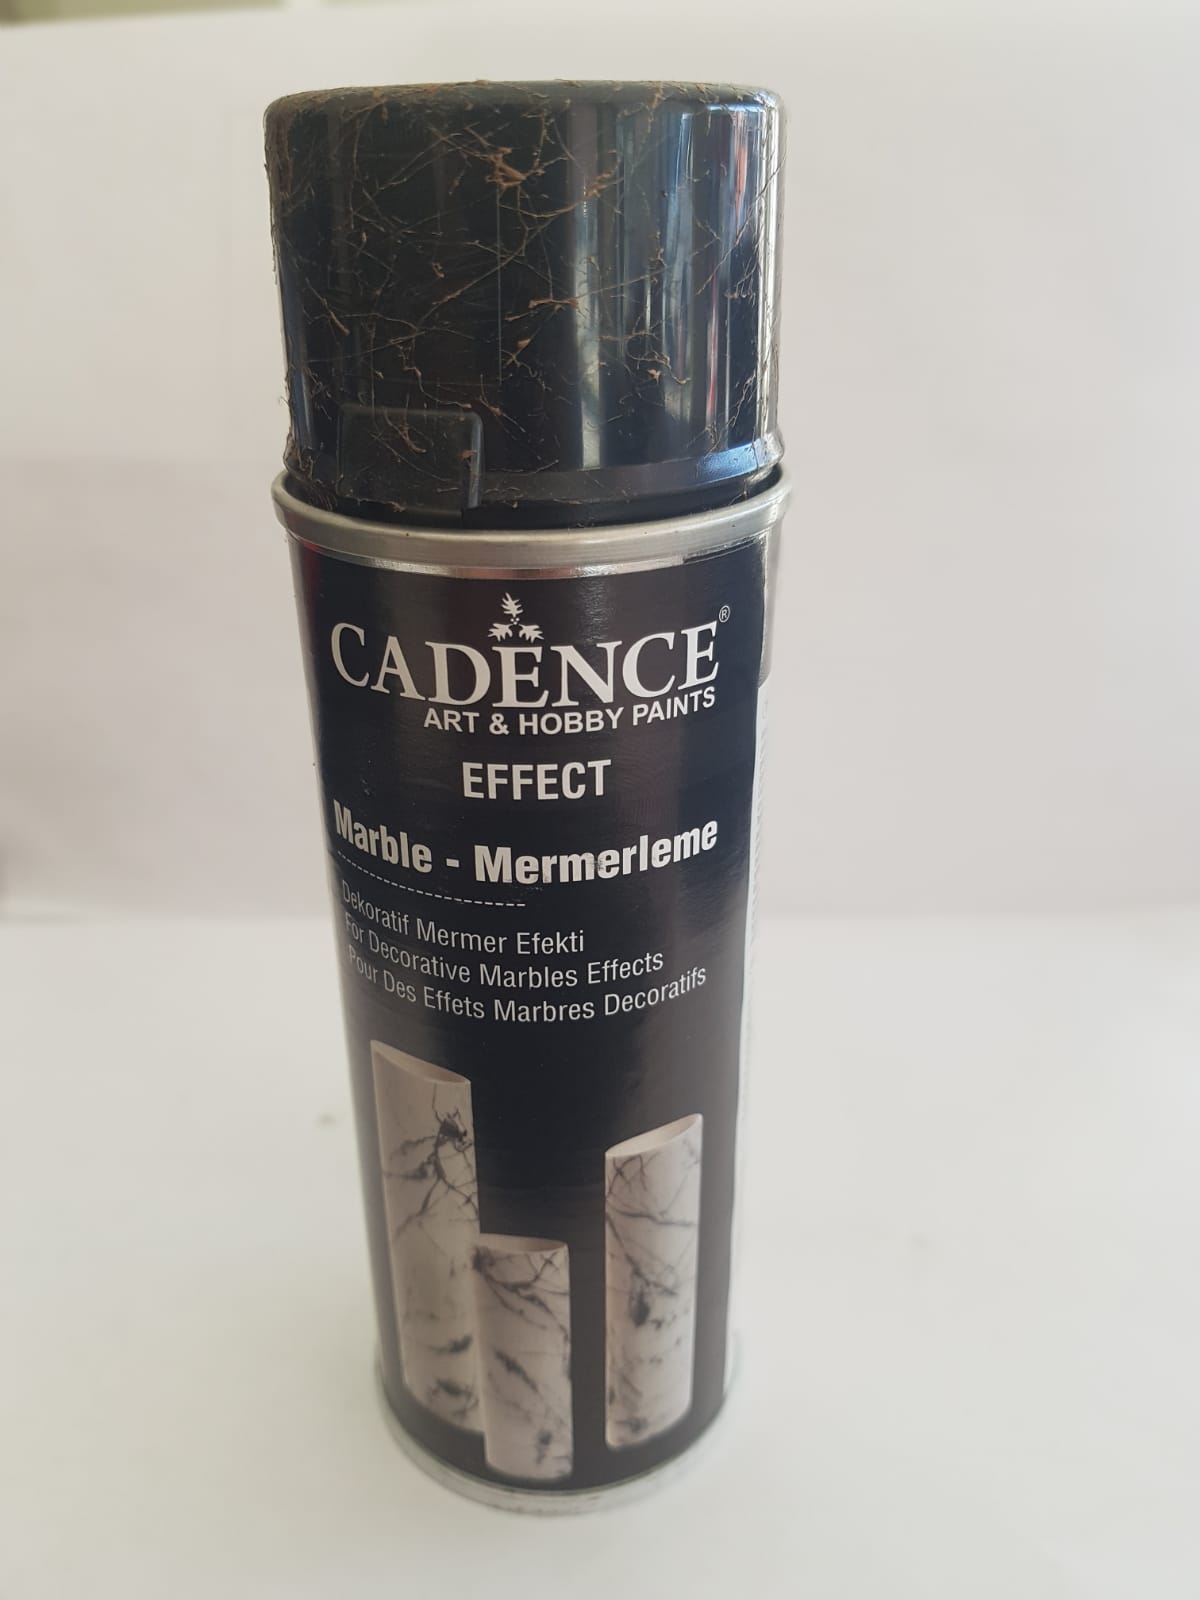 CADENCE®
ART & HOBBY PAINTS
EFFECT
Marble - Mermerleme
Dekoratif Mermer Efekti
For Decorative Marbles Effects
Pour Des Effets Marbres Decoratifs